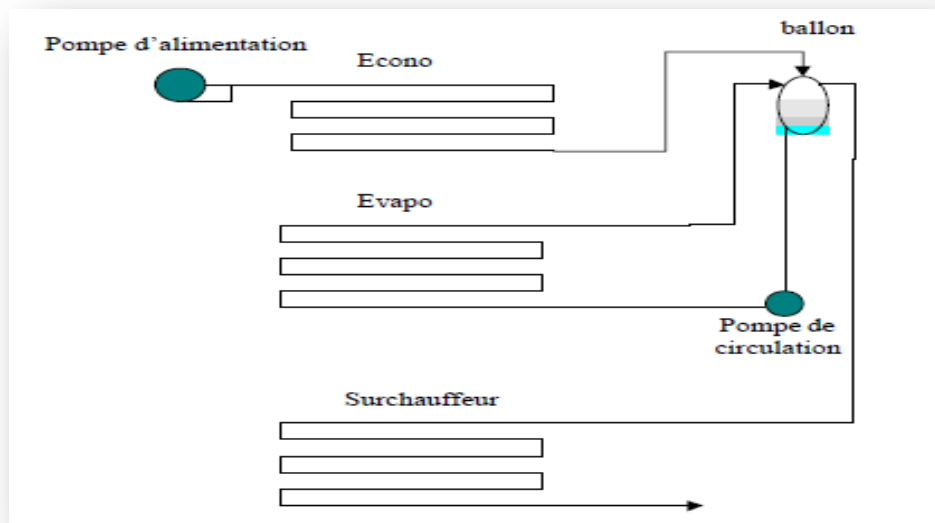 ballon
Pompe d'alimentation
Econo
Evapo
Pompe de
circulation
Surchauffeur